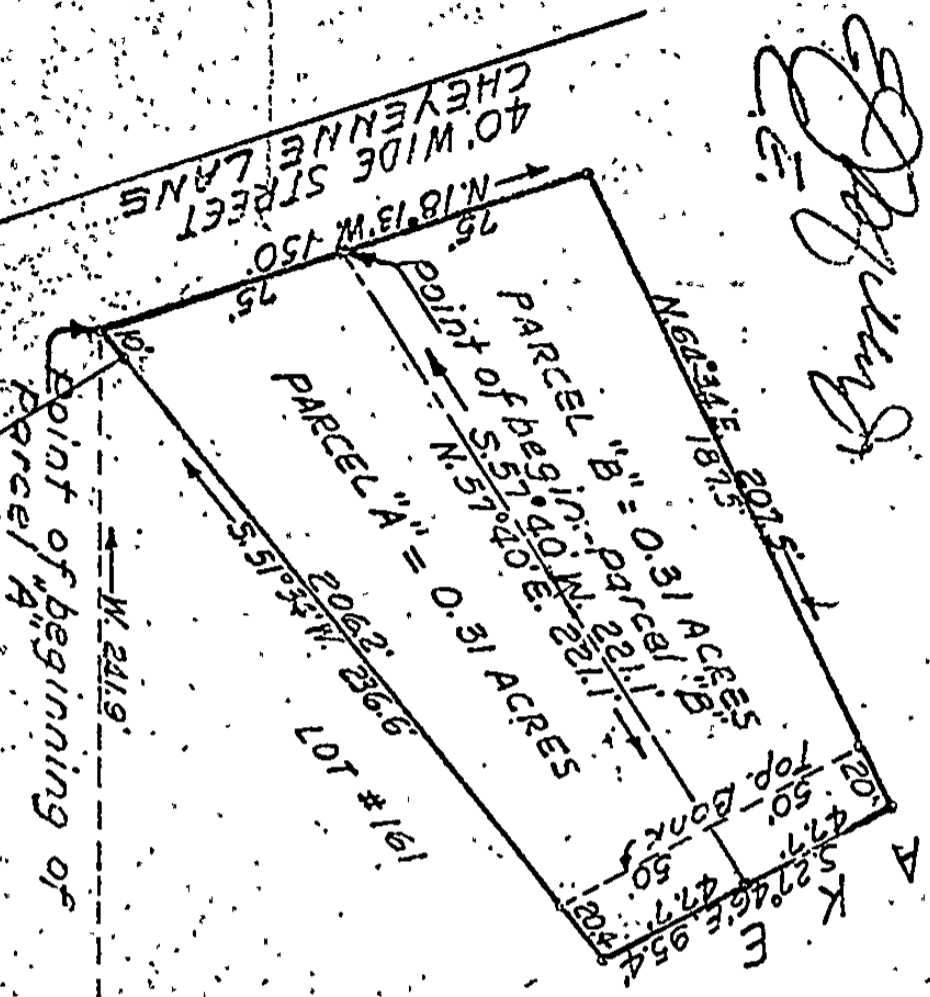 40' WIDE STREET
CHEYENNE LANE
N. 18° 13' W. 150'
75'
75'
N. 64° 34' E. 207.5'
187.5'
PARCEL "B" = 0.31 ACRES
point of begin.- parcel "B"
S. 57° 40' W. 221.1'
N. 57° 40' E. 221.1'
PARCEL "A" = 0.31 ACRES
206.2'
S. 51° 34' W. 236.6'
10'
LOT #161
W. 241.9'
point of beginning of
parcel "A"
Top. Bank
50'
50'
20'
20.4'
47.7'
47.7'
S. 27° 46' E. 95.4'
L A K E
C.E.